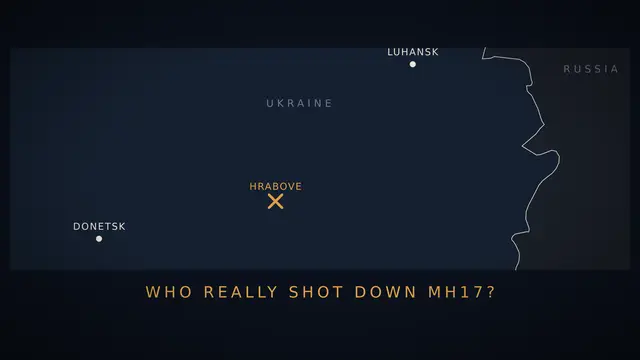 LUHANSK
RUSSIA
UKRAINE
HRABOVE
DONETSK
WHO REALLY SHOT DOWN MH17?